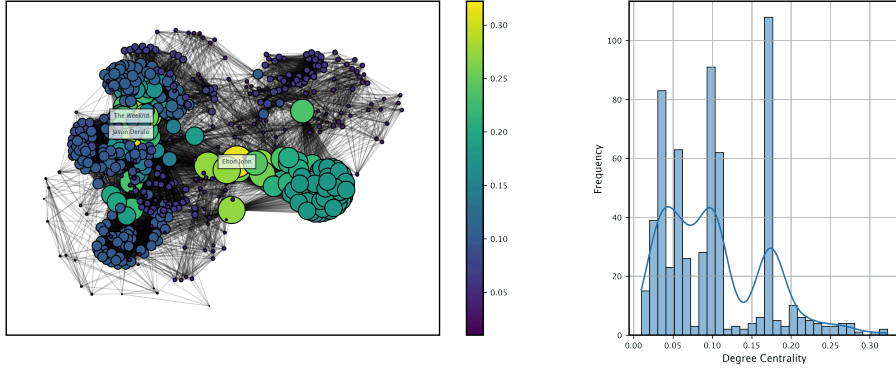 The Weeknd
Jason Derulo
Elton John
0.30
0.25
0.20
0.15
0.10
0.05
Frequency
100
80
60
40
20
0
0.00 0.05 0.10 0.15 0.20 0.25 0.30
Degree Centrality